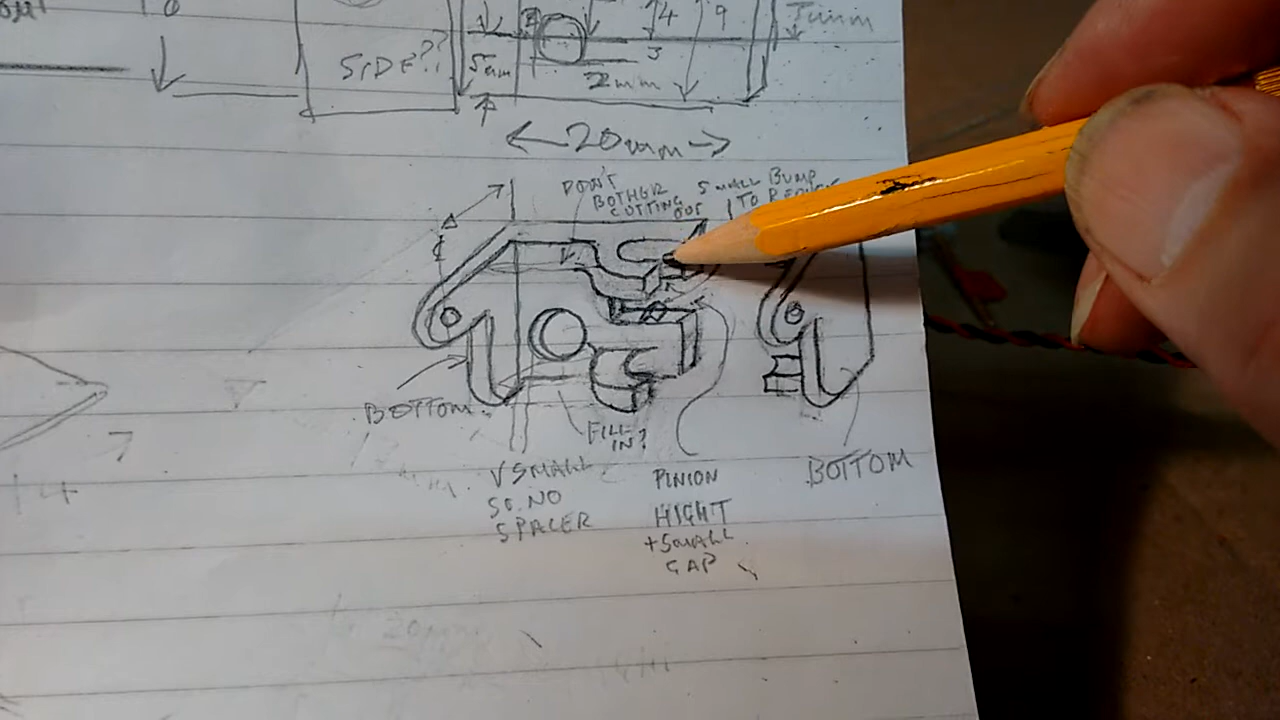 SIDE??
5mm
4
9
3
2mm
20mm
DON'T
BOTHER
CUTTING
OUT
SMALL BUMP
TO
BOTTOM
FILL
IN?
V SMALL
SO NO
SPACER
PINION
HIGHT
+SMALL
GAP
BOTTOM